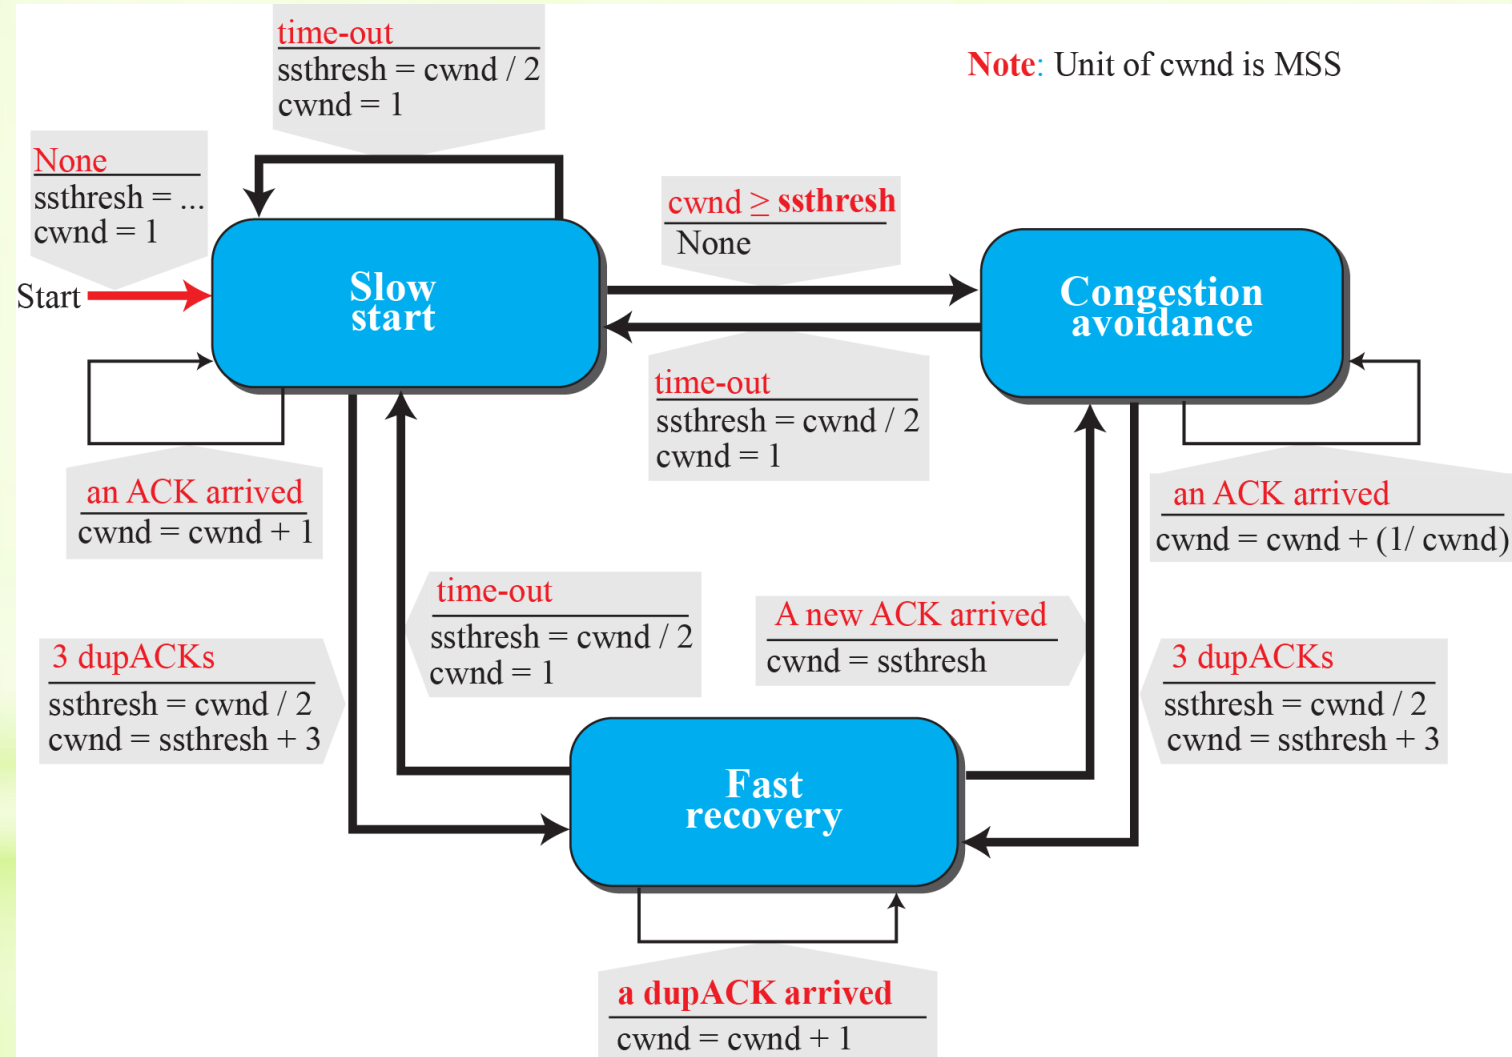 time-out
ssthresh = cwnd / 2
cwnd = 1
Note: Unit of cwnd is MSS
None
ssthresh = ...
cwnd = 1
Start
Slow
start
cwnd ≥ ssthresh
None
Congestion
avoidance
time-out
ssthresh = cwnd / 2
cwnd = 1
an ACK arrived
cwnd = cwnd + 1
an ACK arrived
cwnd = cwnd + (1/ cwnd)
time-out
ssthresh = cwnd / 2
cwnd = 1
A new ACK arrived
cwnd = ssthresh
3 dupACKs
ssthresh = cwnd / 2
cwnd = ssthresh + 3
3 dupACKs
ssthresh = cwnd / 2
cwnd = ssthresh + 3
Fast
recovery
a dupACK arrived
cwnd = cwnd + 1